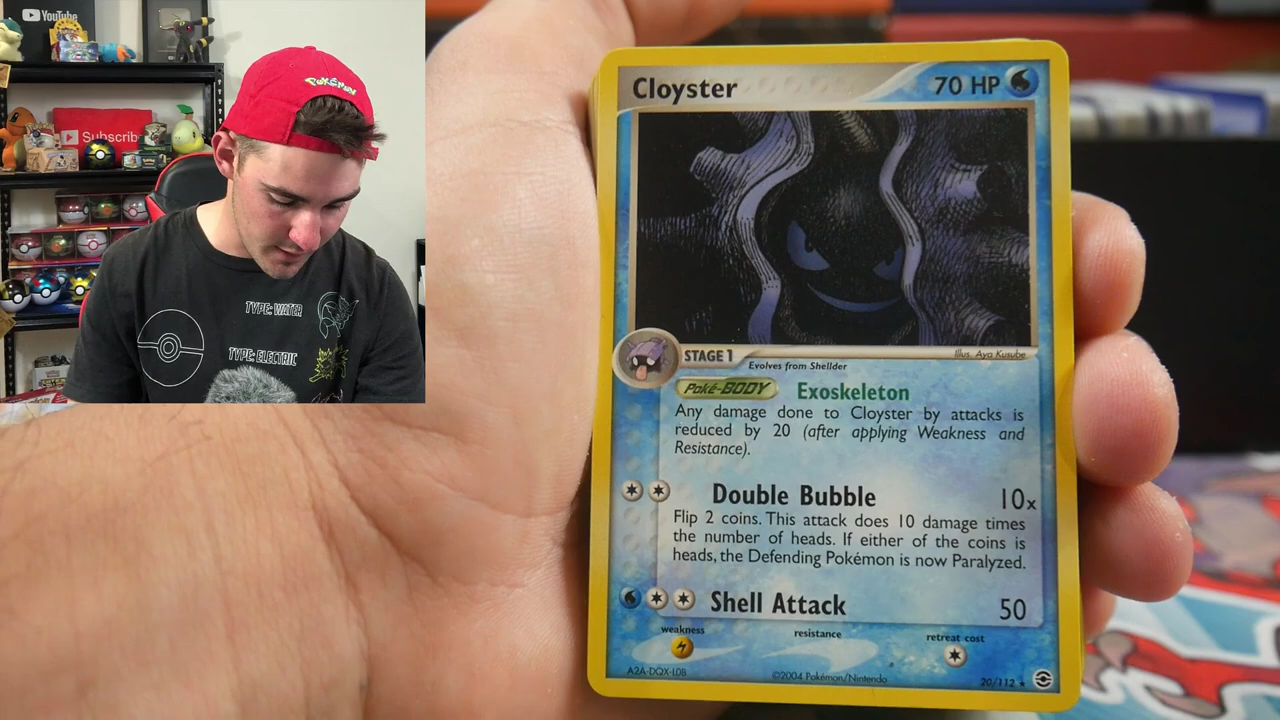 YouTube
Pokémon
Subscrib
TYPE: WATER
TYPE: ELECTRIC
Cloyster
70 HP
STAGE 1
Evolves from Shellder
Illus. Aya Kusube
Poké-BODY Exoskeleton
Any damage done to Cloyster by attacks is
reduced by 20 (after applying Weakness and
Resistance).
Double Bubble 10x
Flip 2 coins. This attack does 10 damage times
the number of heads. If either of the coins is
heads, the Defending Pokémon is now Paralyzed.
Shell Attack 50
weakness resistance retreat cost
A2A-DQX-L0B ©2004 Pokémon/Nintendo 20/112 ★